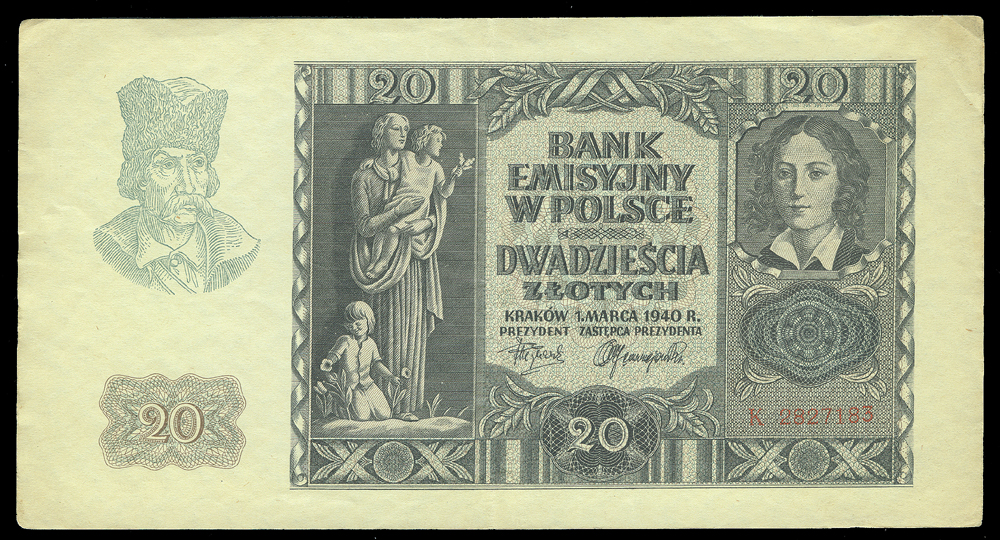 20
20
BANK
EMISYJNY
W POLSCE
DWADZIEŚCIA
ZŁOTYCH
KRAKÓW 1. MARCA 1940 R.
PREZYDENT ZASTĘPCA PREZYDENTA
K 2827183
20
20